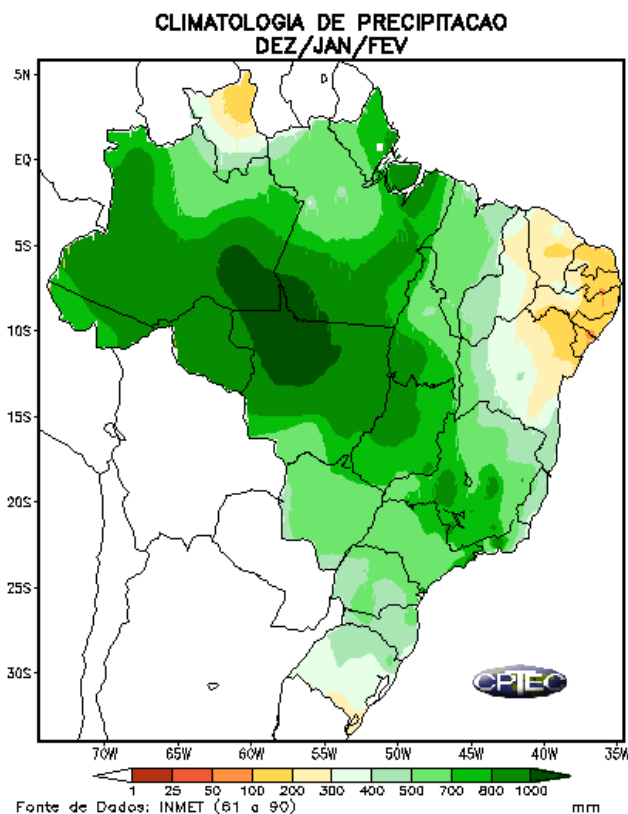 CLIMATOLOGIA DE PRECIPITACAO
DEZ/JAN/FEV
5N
EQ
5S
10S
15S
20S
25S
30S
CPTEC
70W 65W 60W 55W 50W 45W 40W 35W
1 25 50 100 200 300 400 500 700 800 1000
Fonte de Dados: INMET (61 a 90) mm